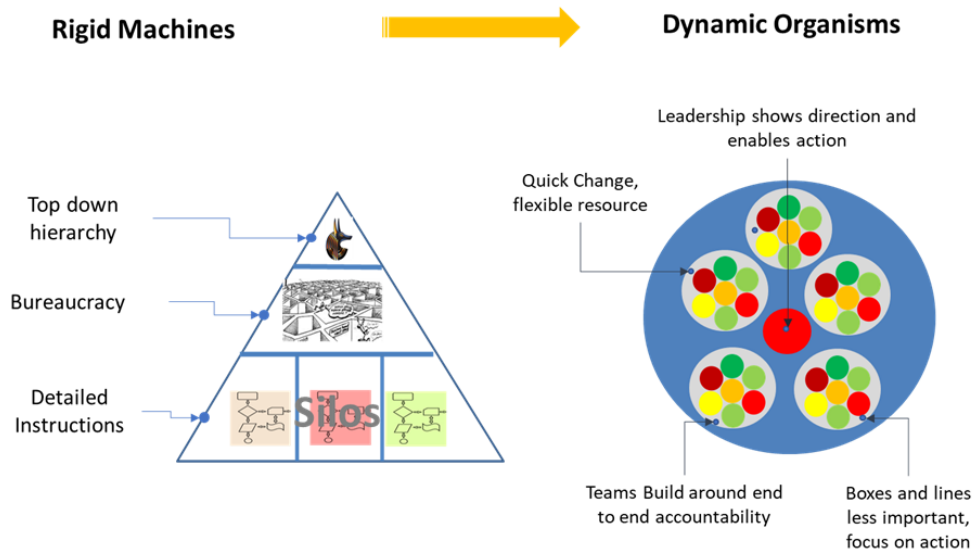 Rigid Machines
Dynamic Organisms
Leadership shows direction and
enables action
Quick Change,
flexible resource
Top down
hierarchy
Bureaucracy
Detailed
Instructions
Silos
Teams Build around end
to end accountability
Boxes and lines
less important,
focus on action